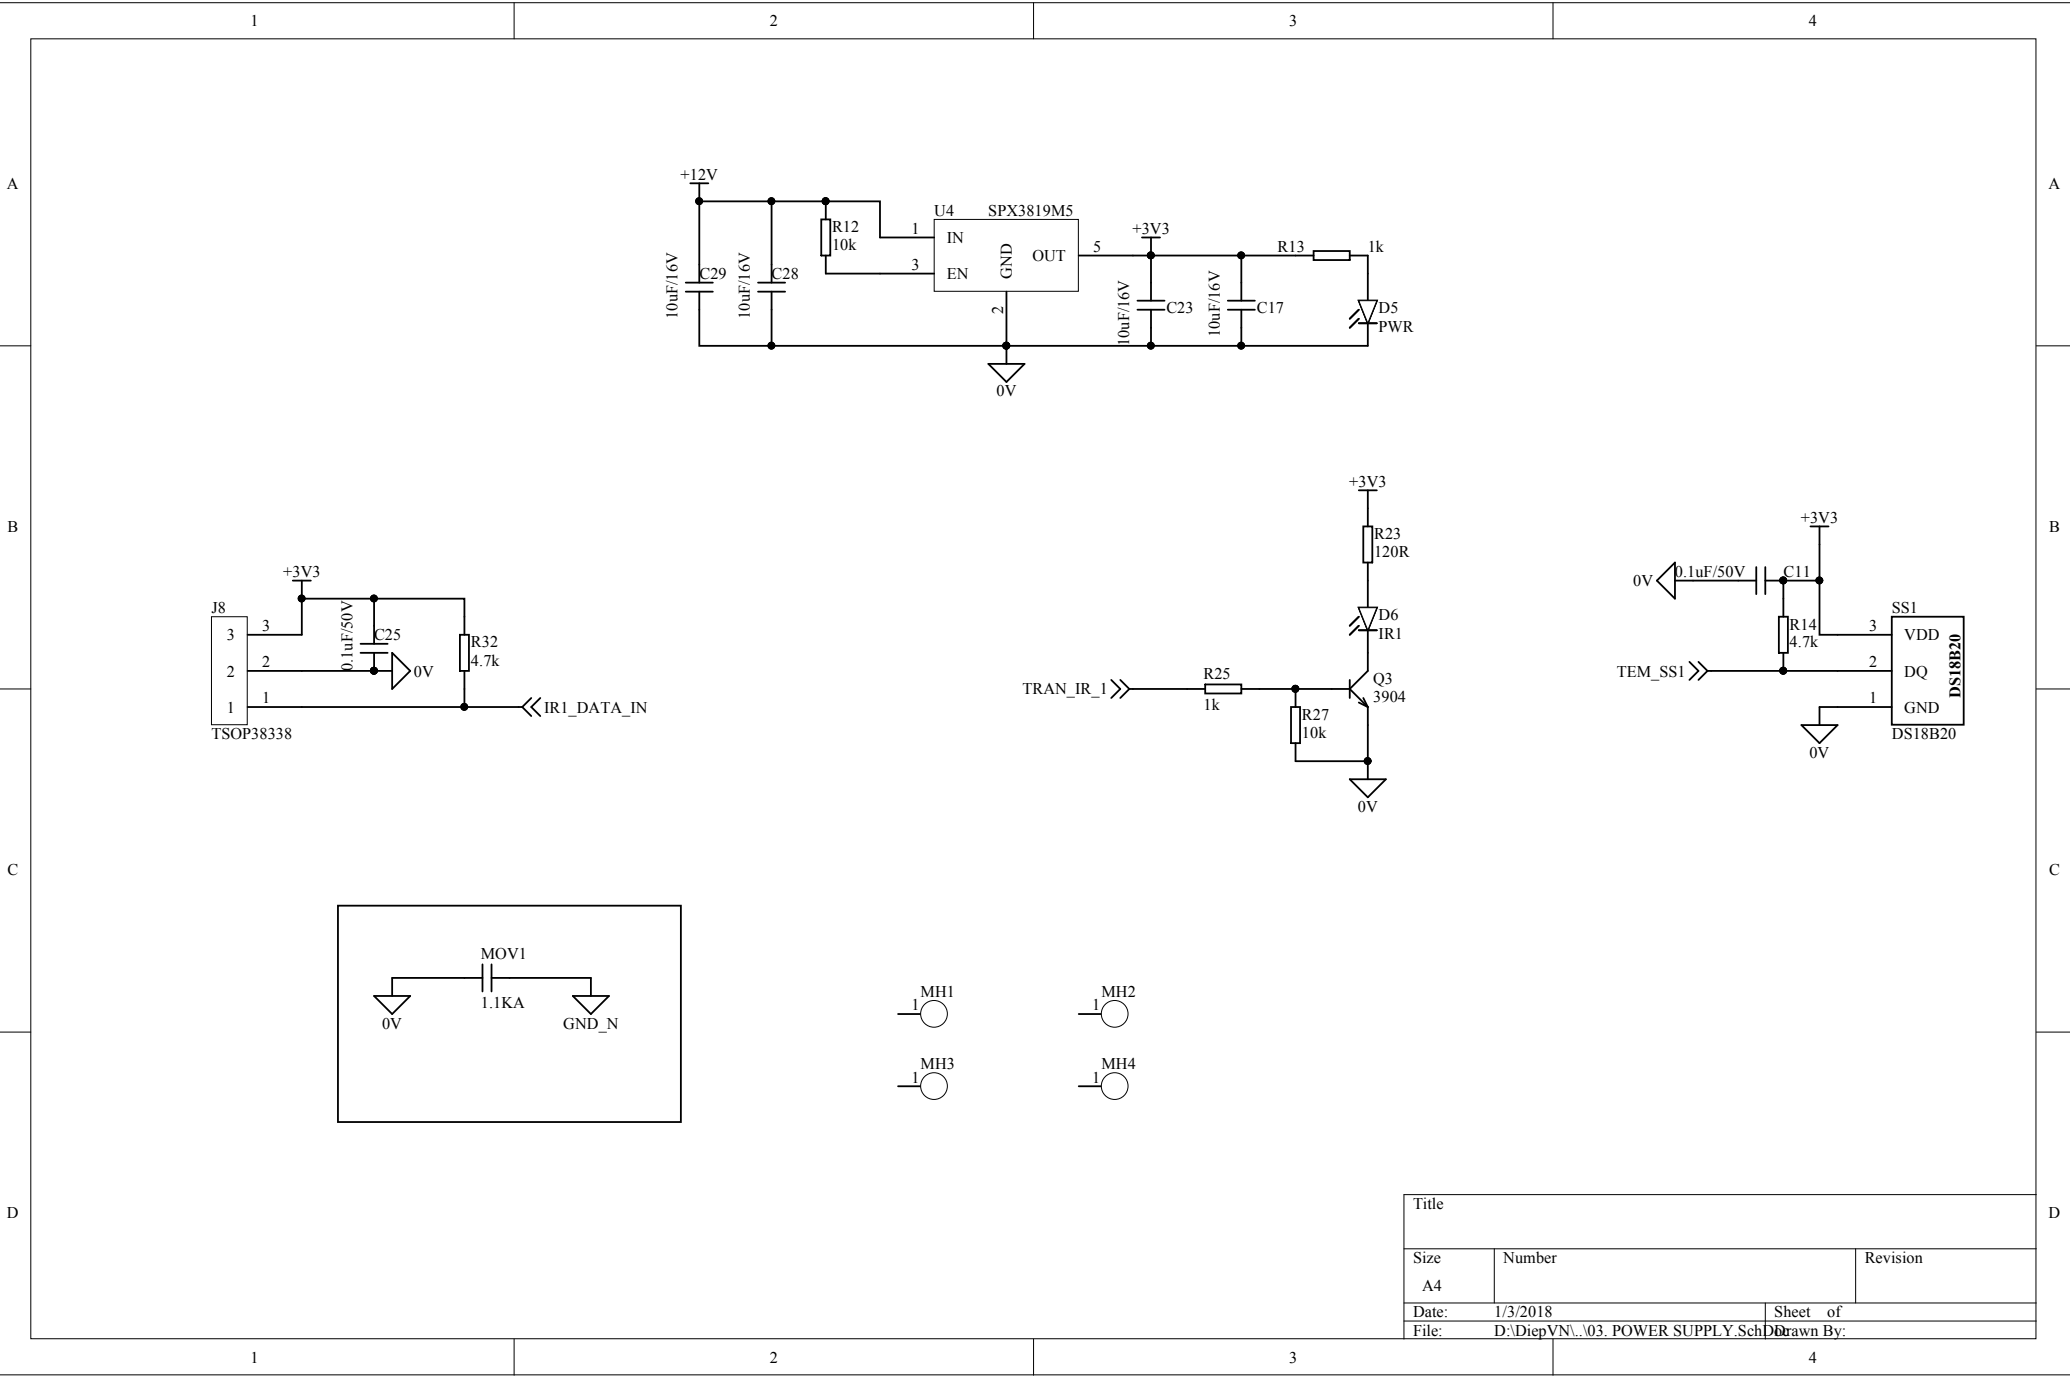 1 2 3 4
A A
+12V
U4 SPX3819M5
R12
10k
1 IN
3 EN
GND
2
OUT 5
+3V3
R13 1k
10uF/16V C29
10uF/16V C28
10uF/16V C23
10uF/16V C17
D5
PWR
0V
B B
+3V3
J8
3 3
2 2
1 1
TSOP38338
0.1uF/50V C25
0V
R32
4.7k
IR1_DATA_IN
+3V3
R23
120R
D6
IR1
TRAN_IR_1
R25
1k
R27
10k
Q3
3904
0V
+3V3
0V 0.1uF/50V C11
R14
4.7k
TEM_SS1
SS1
3 VDD
2 DQ
1 GND
DS18B20
DS18B20
0V
C C
MOV1
1.1KA
0V GND_N
1 MH1
1 MH2
1 MH3
1 MH4
D D
Title
Size Number Revision
A4
Date: 1/3/2018 Sheet of
File: D:\DiepVN\..\03. POWER SUPPLY.SchDoc Drawn By:
1 2 3 4